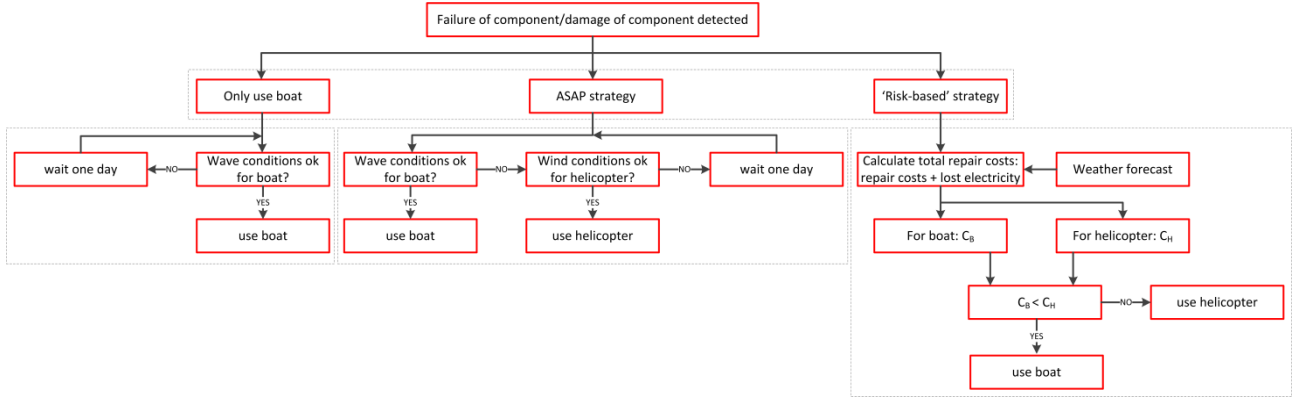 Failure of component/damage of component detected
Only use boat
ASAP strategy
‘Risk-based’ strategy
wait one day
NO
Wave conditions ok
for boat?
YES
use boat
Wave conditions ok
for boat?
NO
Wind conditions ok
for helicopter?
NO
wait one day
YES
use boat
YES
use helicopter
Calculate total repair costs:
repair costs + lost electricity
Weather forecast
For boat: CB
For helicopter: CH
CB < CH
NO
use helicopter
YES
use boat